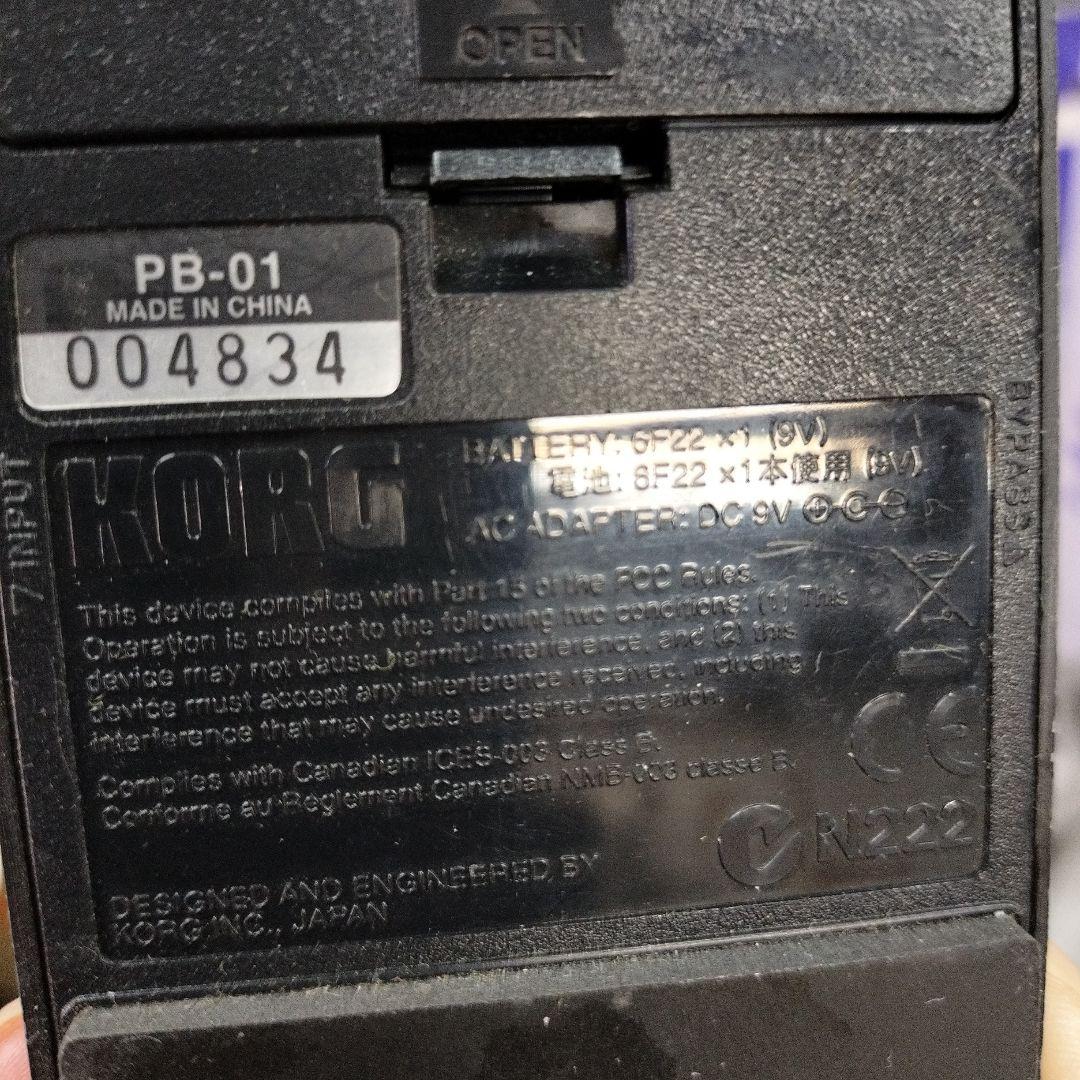 OPEN
PB-01
MADE IN CHINA
004834
7 INPUT
BYPASS Δ
KORG
BATTERY: 6F22 ×1 (9V)
電池: 6F22 ×1本使用 (9V)
AC ADAPTER: DC 9V
This device complies with Part 15 of the FCC Rules.
Operation is subject to the following two conditions: (1) This
device may not cause harmful interference, and (2) this
device must accept any interference received, including
interference that may cause undesired operation.
Complies with Canadian ICES-003 Class B.
Conforme au Reglement Canadien NMB-003 classe B.
CE
N1222
DESIGNED AND ENGINEERED BY
KORG INC., JAPAN